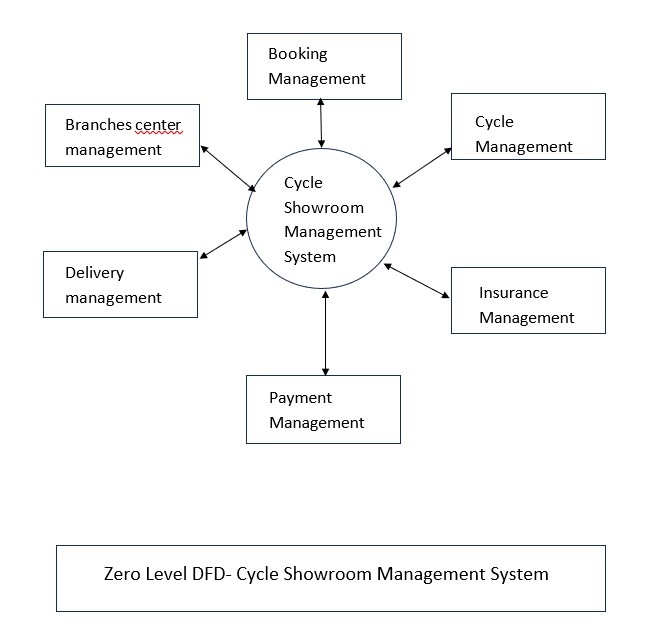 Booking
Management
Branches center
management
Cycle
Management
Cycle
Showroom
Management
System
Delivery
management
Insurance
Management
Payment
Management
Zero Level DFD- Cycle Showroom Management System